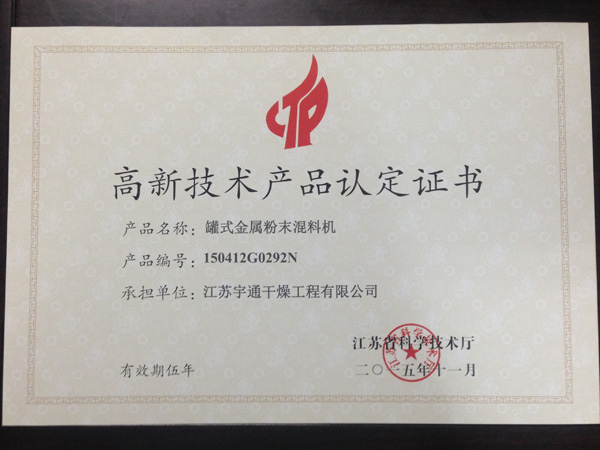 高新技术产品认定证书
产品名称：罐式金属粉末混料机
产品编号：150412G0292N
承担单位：江苏宇通干燥工程有限公司
江苏省科学技术厅
有效期伍年
二〇一五年十一月